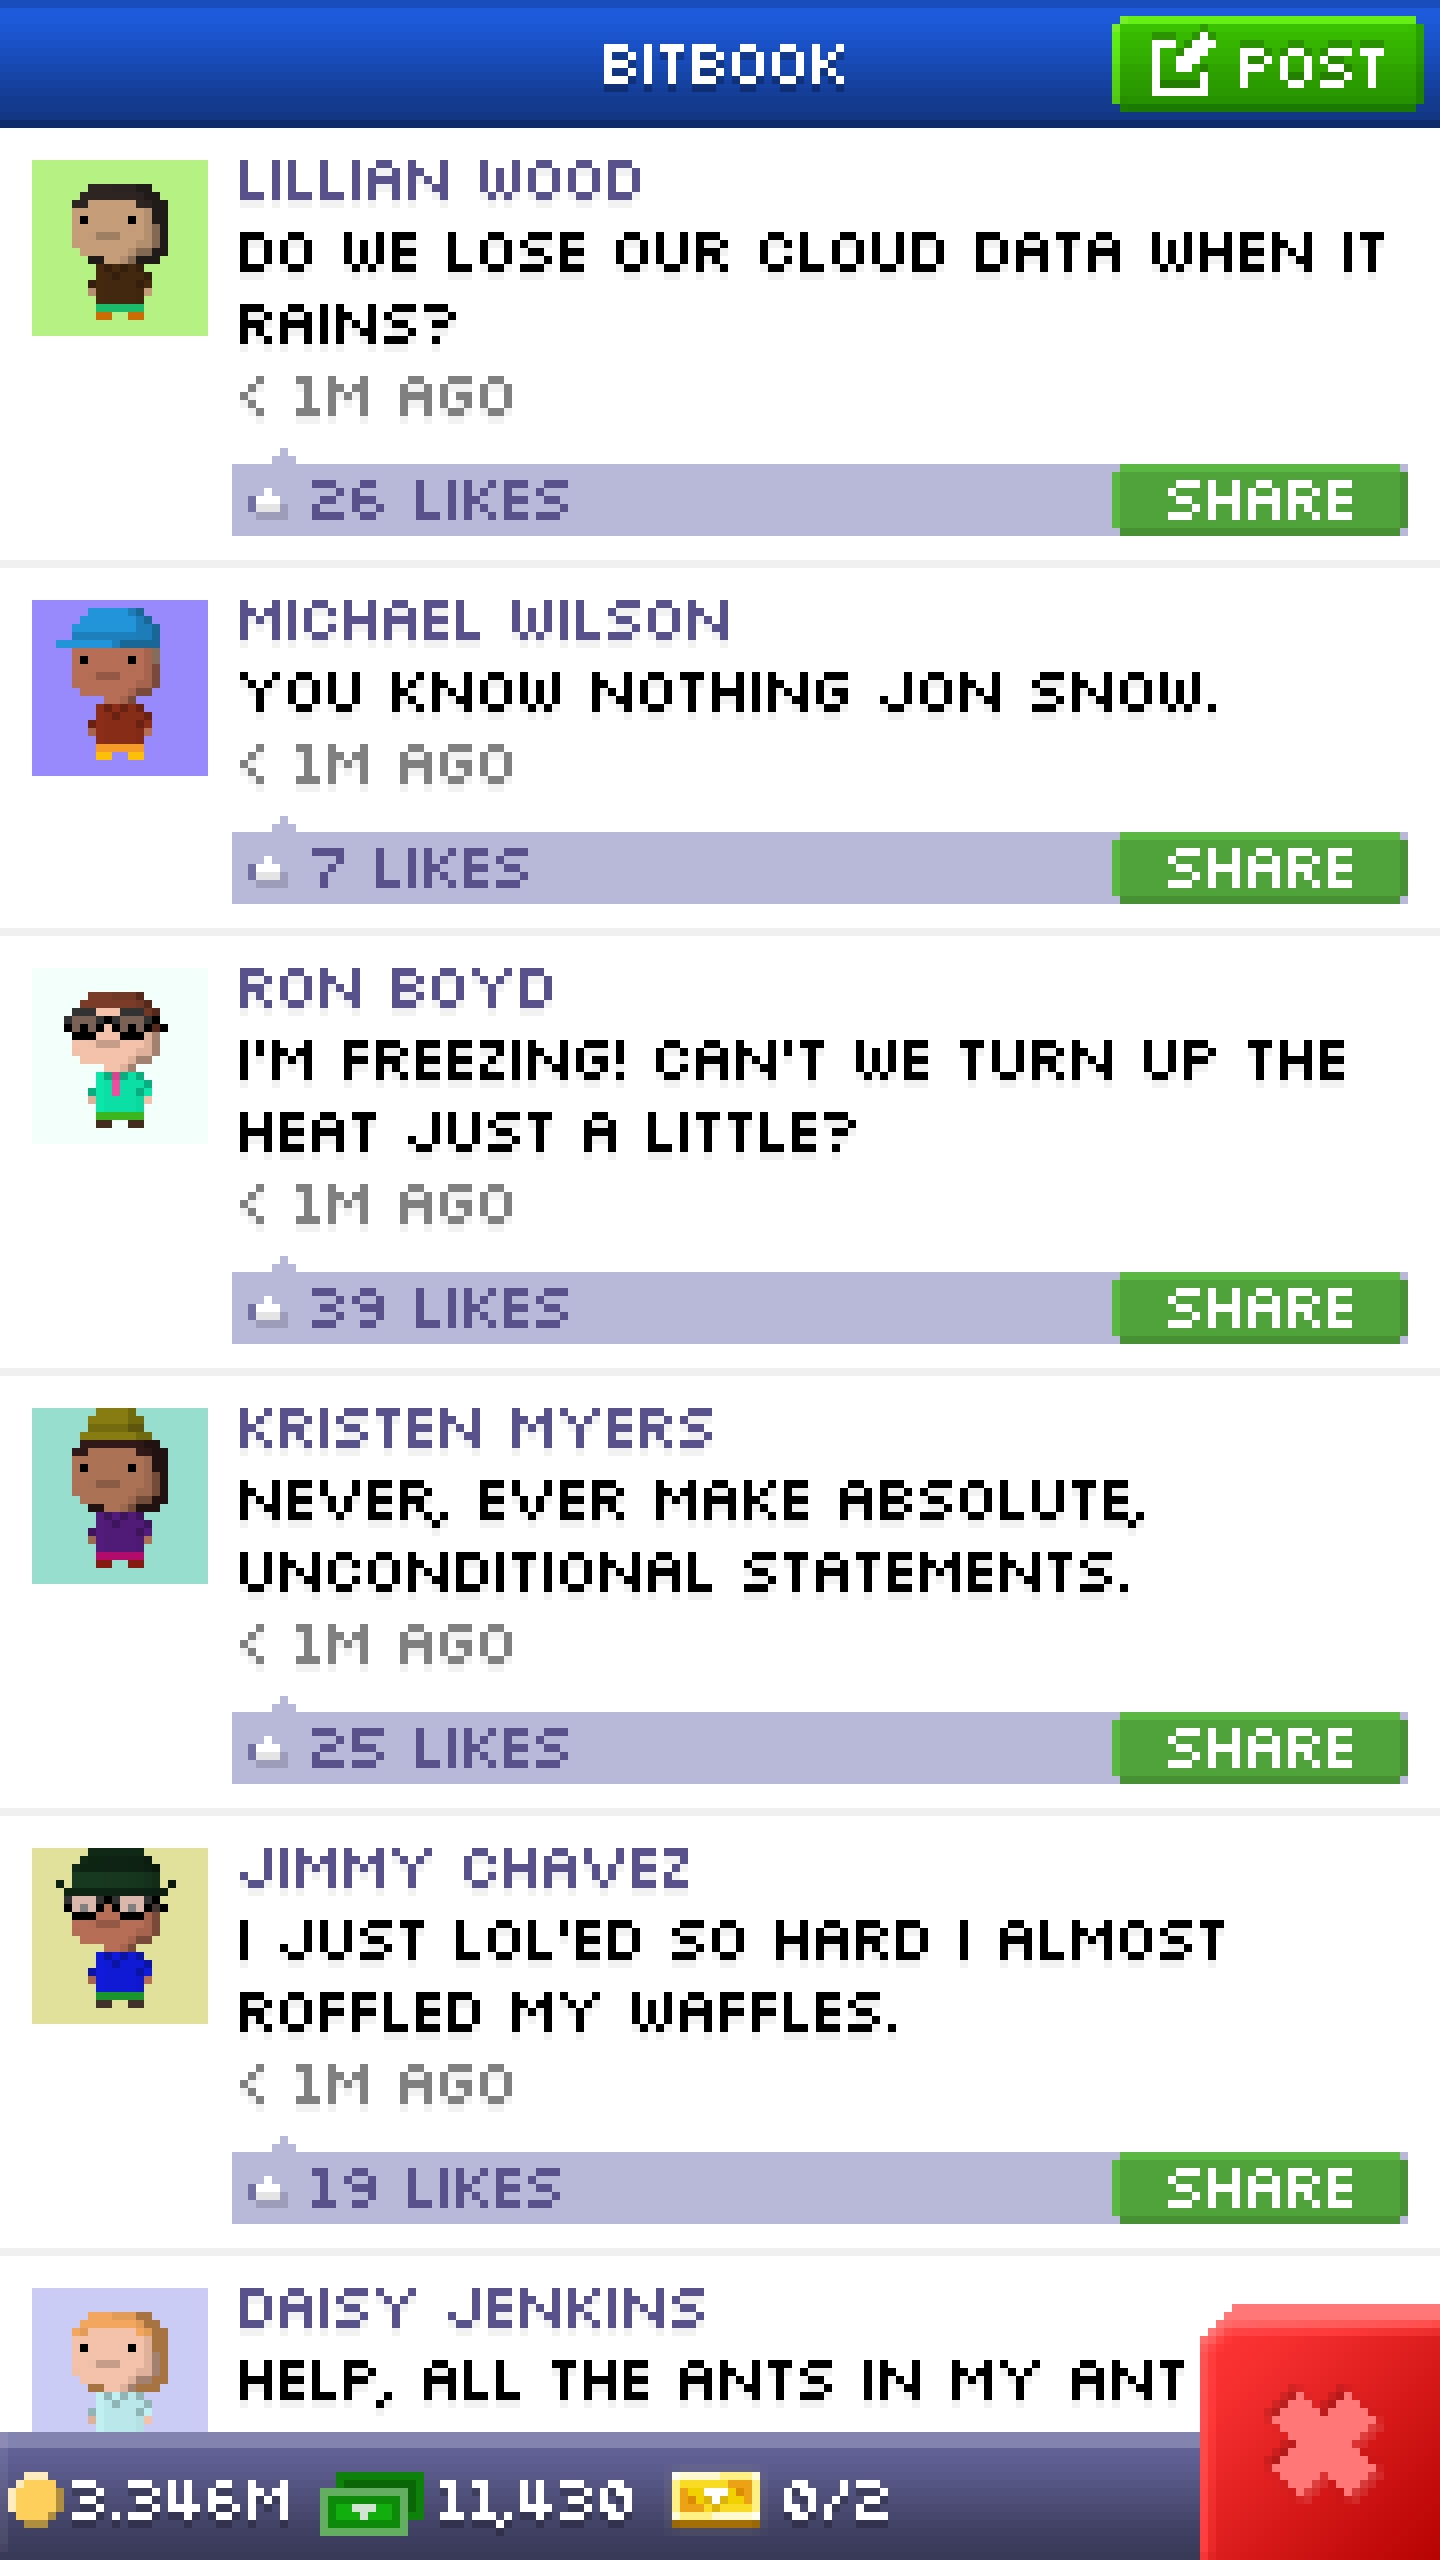 BITBOOK
POST
LILLIAN WOOD
DO WE LOSE OUR CLOUD DATA WHEN IT
RAINS?
< 1M AGO
26 LIKES
SHARE
MICHAEL WILSON
YOU KNOW NOTHING JON SNOW.
< 1M AGO
7 LIKES
SHARE
RON BOYD
I'M FREEZING! CAN'T WE TURN UP THE
HEAT JUST A LITTLE?
< 1M AGO
39 LIKES
SHARE
KRISTEN MYERS
NEVER, EVER MAKE ABSOLUTE,
UNCONDITIONAL STATEMENTS.
< 1M AGO
25 LIKES
SHARE
JIMMY CHAVEZ
I JUST LOL'ED SO HARD I ALMOST
ROFFLED MY WAFFLES.
< 1M AGO
19 LIKES
SHARE
DAISY JENKINS
HELP, ALL THE ANTS IN MY ANT
3.346M 11,430 0/2